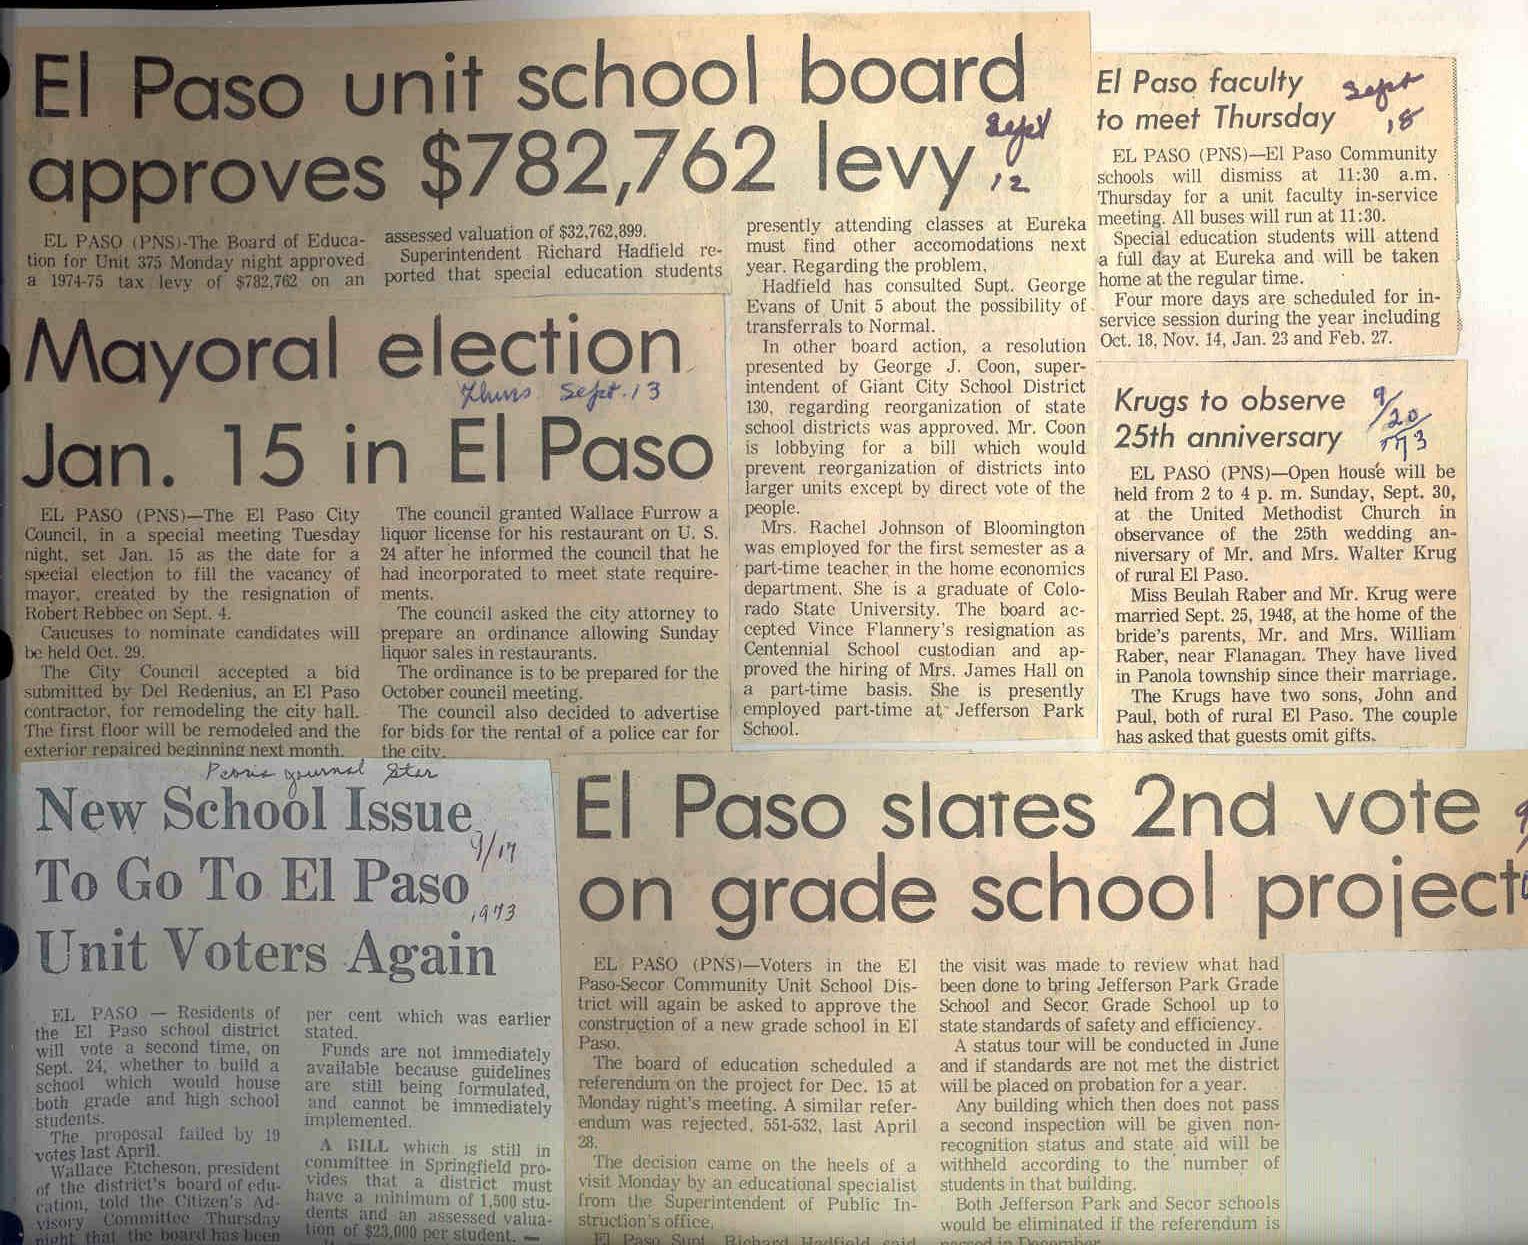 El Paso unit school board
approves $782,762 levy
Sept
12
EL PASO (PNS)-The Board of Educa-
tion for Unit 375 Monday night approved
a 1974-75 tax levy of $782,762 on an
assessed valuation of $32,762,899.
Superintendent Richard Hadfield re-
ported that special education students
presently attending classes at Eureka
must find other accomodations next
year. Regarding the problem,
Hadfield has consulted Supt. George
Evans of Unit 5 about the possibility of
transferrals to Normal.
In other board action, a resolution
presented by George J. Coon, super-
intendent of Giant City School District
130, regarding reorganization of state
school districts was approved. Mr. Coon
is lobbying for a bill which would
prevent reorganization of districts into
larger units except by direct vote of the
people.
Mrs. Rachel Johnson of Bloomington
was employed for the first semester as a
part-time teacher in the home economics
department. She is a graduate of Colo-
rado State University. The board ac-
cepted Vince Flannery's resignation as
Centennial School custodian and ap-
proved the hiring of Mrs. James Hall on
a part-time basis. She is presently
employed part-time at Jefferson Park
School.
El Paso faculty
to meet Thursday
Sept
18
EL PASO (PNS)—El Paso Community
schools will dismiss at 11:30 a.m.
Thursday for a unit faculty in-service
meeting. All buses will run at 11:30.
Special education students will attend
a full day at Eureka and will be taken
home at the regular time.
Four more days are scheduled for in-
service session during the year including
Oct. 18, Nov. 14, Jan. 23 and Feb. 27.
Mayoral election
Thurs Sept. 13
Jan. 15 in El Paso
EL PASO (PNS)—The El Paso City
Council, in a special meeting Tuesday
night, set Jan. 15 as the date for a
special election to fill the vacancy of
mayor, created by the resignation of
Robert Rebbec on Sept. 4.
Caucuses to nominate candidates will
be held Oct. 29.
The City Council accepted a bid
submitted by Del Redenius, an El Paso
contractor, for remodeling the city hall.
The first floor will be remodeled and the
exterior repaired beginning next month.
The council granted Wallace Furrow a
liquor license for his restaurant on U. S.
24 after he informed the council that he
had incorporated to meet state require-
ments.
The council asked the city attorney to
prepare an ordinance allowing Sunday
liquor sales in restaurants.
The ordinance is to be prepared for the
October council meeting.
The council also decided to advertise
for bids for the rental of a police car for
the city.
Krugs to observe
25th anniversary
9/20
EL PASO (PNS)—Open house will be
held from 2 to 4 p. m. Sunday, Sept. 30,
at the United Methodist Church in
observance of the 25th wedding an-
niversary of Mr. and Mrs. Walter Krug
of rural El Paso.
Miss Beulah Raber and Mr. Krug were
married Sept. 25, 1948, at the home of the
bride's parents, Mr. and Mrs. William
Raber, near Flanagan. They have lived
in Panola township since their marriage.
The Krugs have two sons, John and
Paul, both of rural El Paso. The couple
has asked that guests omit gifts.
Peoria Journal Star
New School Issue
To Go To El Paso
Unit Voters Again
9/17
1973
EL PASO — Residents of
the El Paso school district
will vote a second time, on
Sept. 24, whether to build a
school which would house
both grade and high school
students.
The proposal failed by 19
votes last April.
Wallace Etcheson, president
of the district's board of edu-
cation, told the Citizen's Ad-
visory Committee Thursday
night that the board has been
per cent which was earlier
stated.
Funds are not immediately
available because guidelines
are still being formulated,
and cannot be immediately
implemented.
A BILL which is still in
committee in Springfield pro-
vides that a district must
have a minimum of 1,500 stu-
dents and an assessed valua-
tion of $23,000 per student. —
El Paso slates 2nd vote
on grade school project
EL PASO (PNS)—Voters in the El
Paso-Secor Community Unit School Dis-
trict will again be asked to approve the
construction of a new grade school in El
Paso.
The board of education scheduled a
referendum on the project for Dec. 15 at
Monday night's meeting. A similar refer-
endum was rejected, 551-532, last April
28.
The decision came on the heels of a
visit Monday by an educational specialist
from the Superintendent of Public In-
struction's office.
El Paso Supt. Richard Hadfield said
the visit was made to review what had
been done to bring Jefferson Park Grade
School and Secor Grade School up to
state standards of safety and efficiency.
A status tour will be conducted in June
and if standards are not met the district
will be placed on probation for a year.
Any building which then does not pass
a second inspection will be given non-
recognition status and state aid will be
withheld according to the number of
students in that building.
Both Jefferson Park and Secor schools
would be eliminated if the referendum is
passed in December.